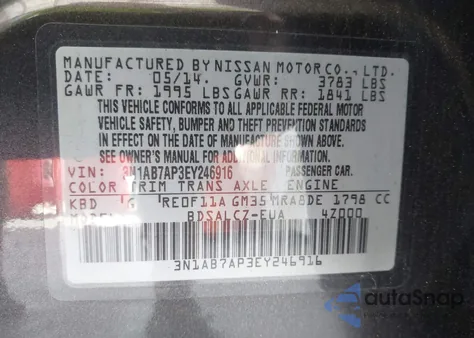 MANUFACTURED BY NISSAN MOTOR CO., LTD.
DATE: 05/14. GVWR: 3783 LBS
GAWR FR: 1995 LBS GAWR RR: 1841 LBS
THIS VEHICLE CONFORMS TO ALL APPLICABLE FEDERAL MOTOR
VEHICLE SAFETY, BUMPER AND THEFT PREVENTION STANDARDS
IN EFFECT ON THE DATE OF MANUFACTURE SHOWN ABOVE.
SEE OWNER'S MANUAL FOR ADDITIONAL INFORMATION
VIN: 3N1AB7AP3EY246916 PASSENGER CAR.
COLOR TRIM TRANS AXLE ENGINE
KBD G RE0F11A GM35 MRA8DE 1798 CC
BDSALCZ-EUA 4Z000
3N1AB7AP3EY246916
autoSnap